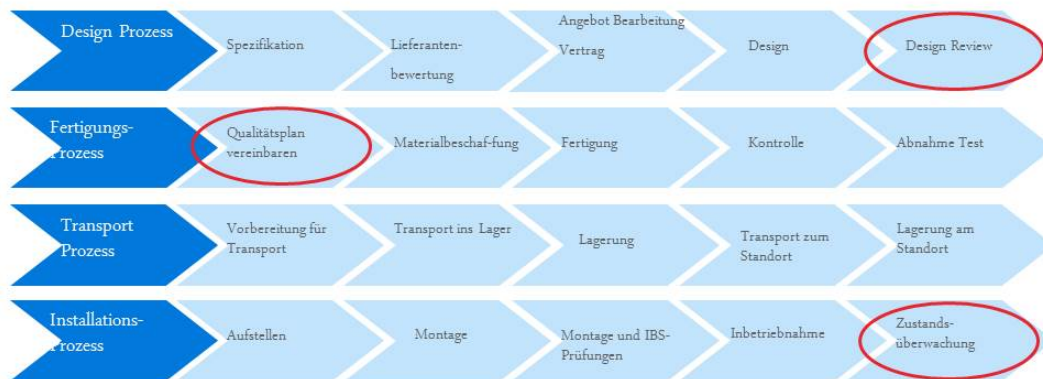 Design Prozess
Spezifikation
Lieferanten-
bewertung
Angebot Bearbeitung
Vertrag
Design
Design Review
Fertigungs-
Prozess
Qualitätsplan
vereinbaren
Materialbeschaf-fung
Fertigung
Kontrolle
Abnahme Test
Transport
Prozess
Vorbereitung für
Transport
Transport ins Lager
Lagerung
Transport zum
Standort
Lagerung am
Standort
Installations-
Prozess
Aufstellen
Montage
Montage und IBS-
Prüfungen
Inbetriebnahme
Zustands-
überwachung